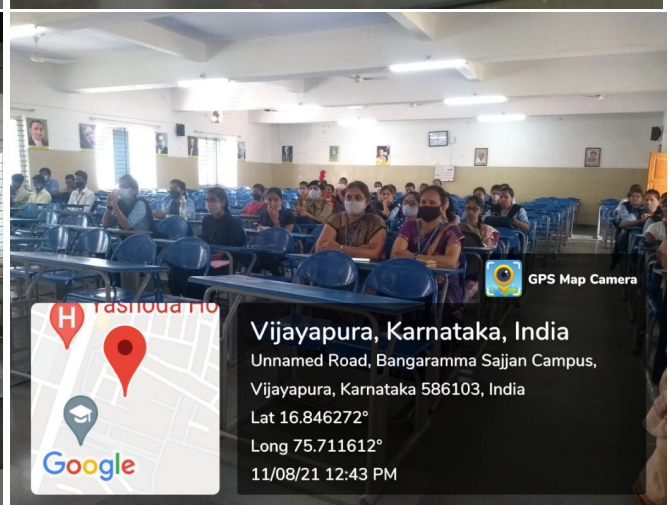 GPS Map Camera
H
Yashoda Ho
Google
Vijayapura, Karnataka, India
Unnamed Road, Bangaramma Sajjan Campus,
Vijayapura, Karnataka 586103, India
Lat 16.846272°
Long 75.711612°
11/08/21 12:43 PM